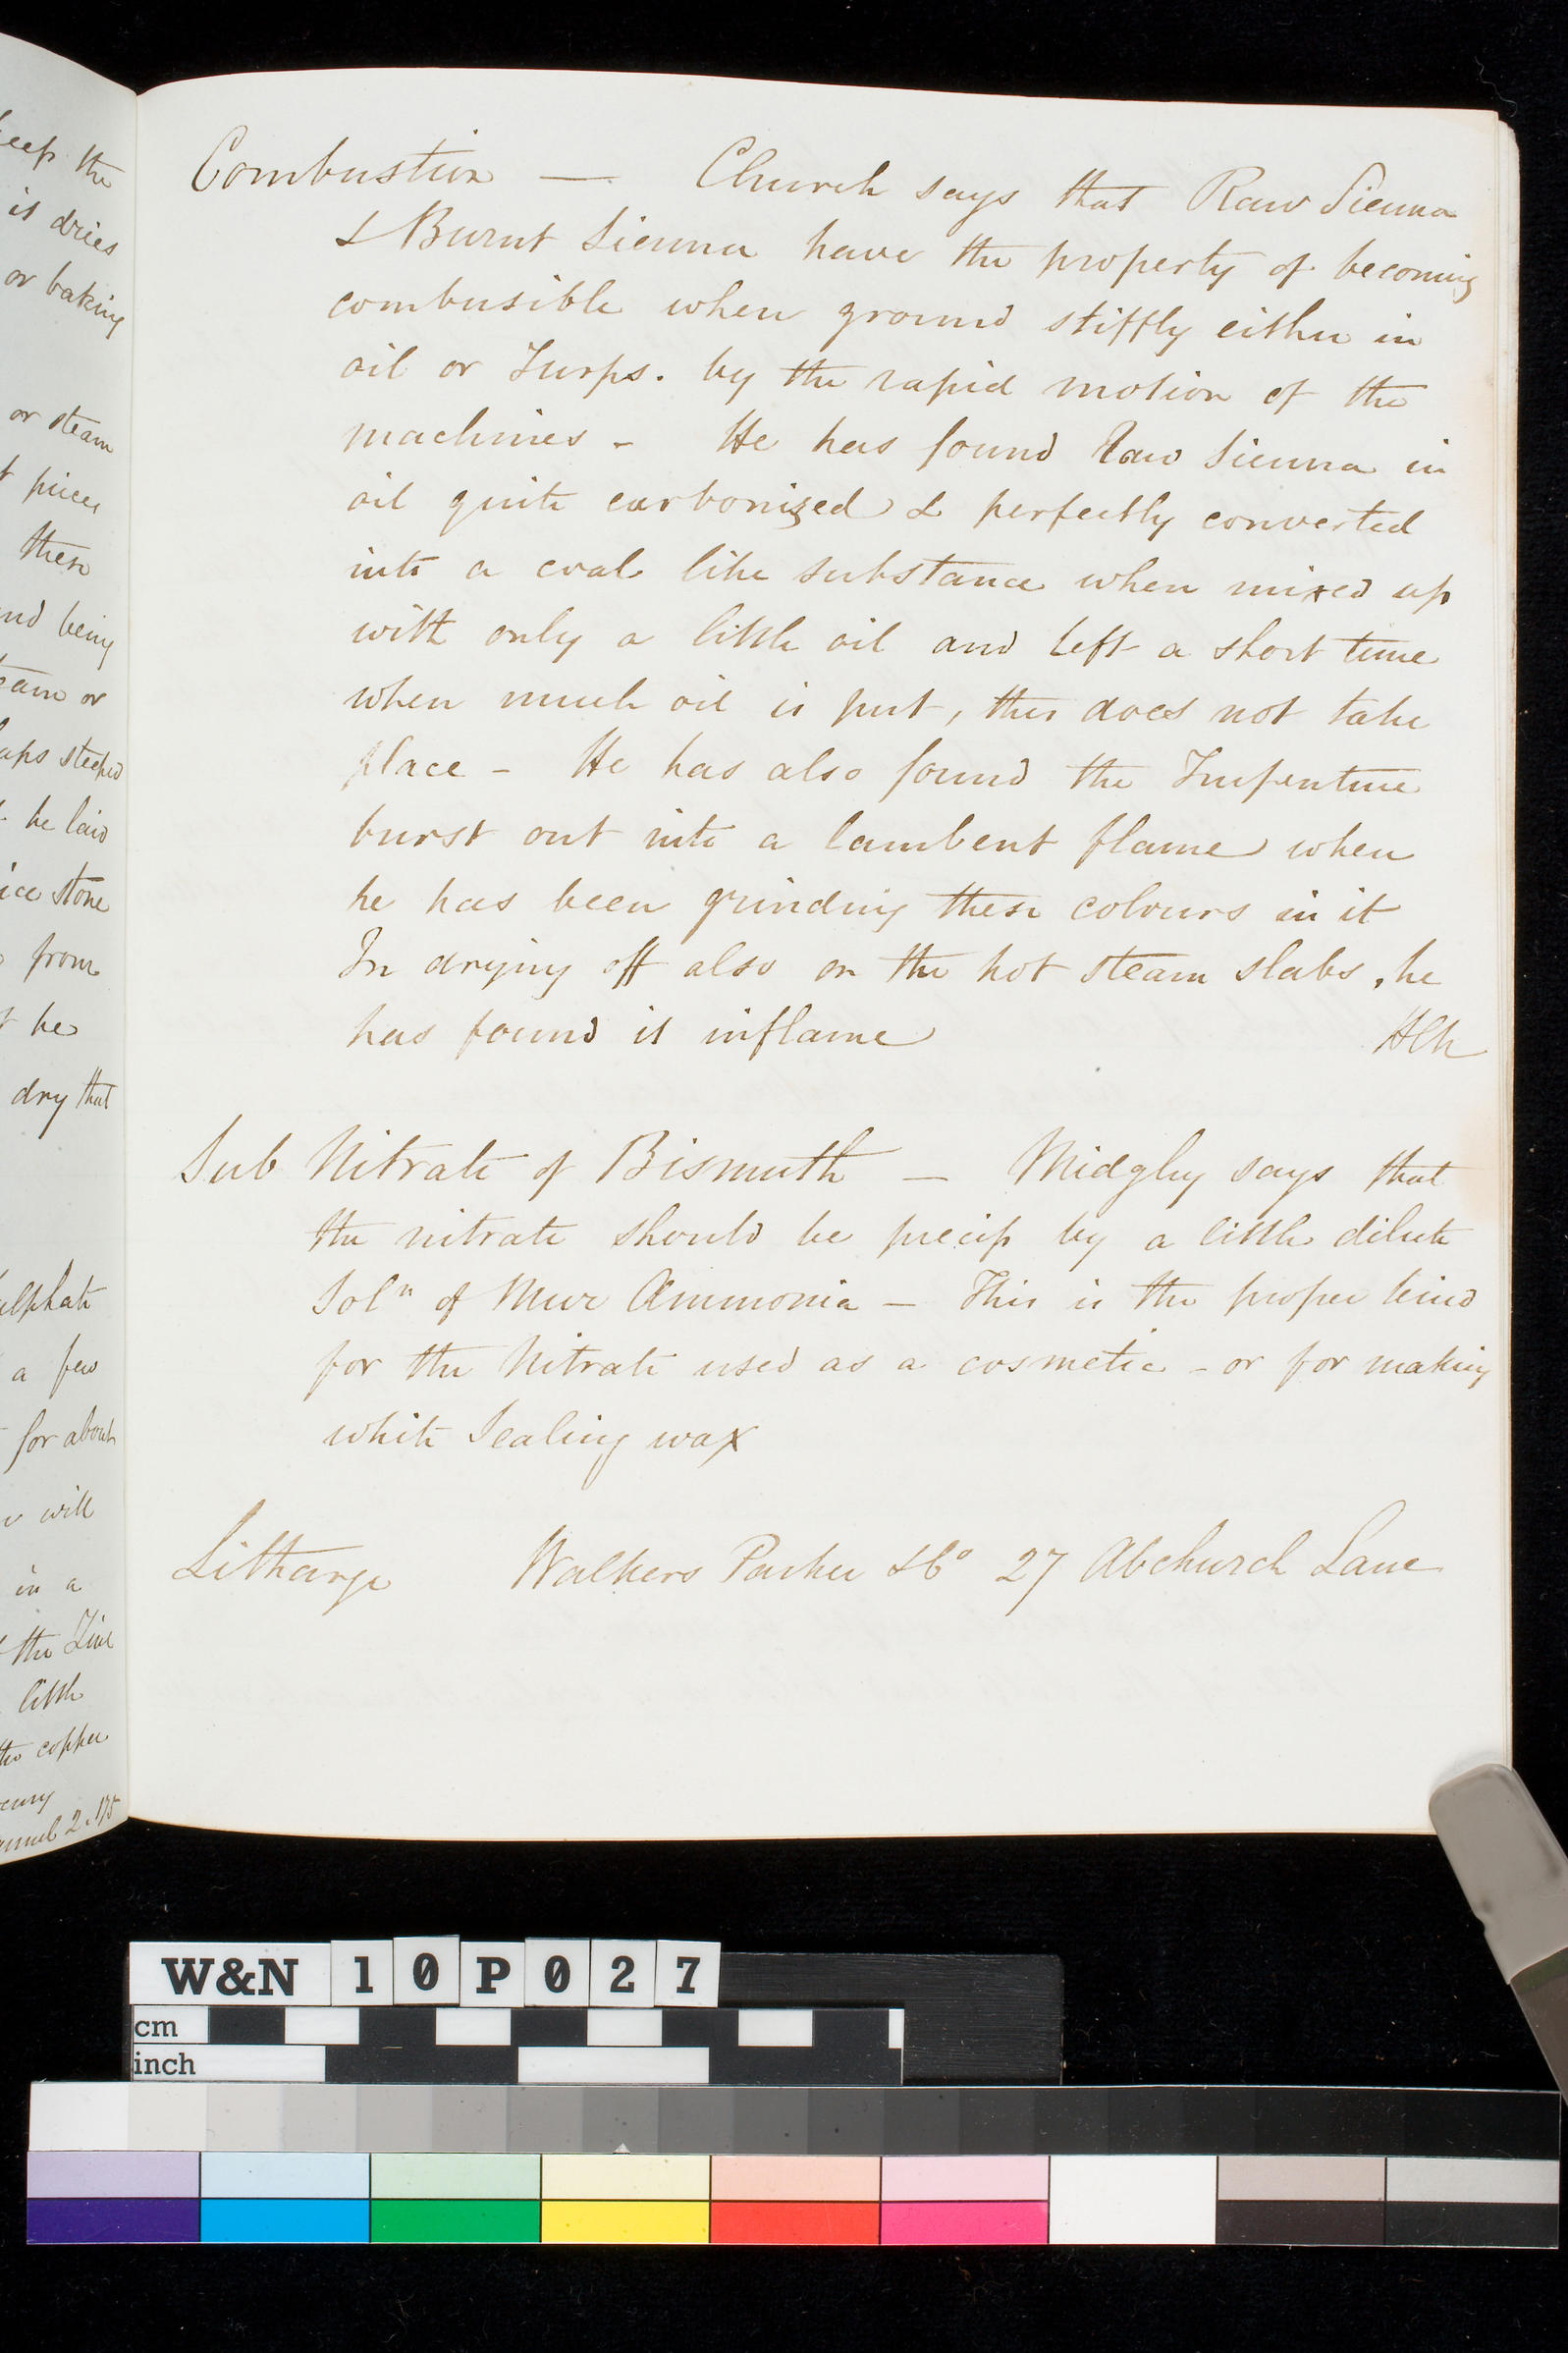 Combustion — Church says that Raw Sienna
& Burnt Sienna have the property of becoming
combusible when ground stiffly either in
oil or Turps. by the rapid motion of the
machines - He has found Raw Sienna in
oil quite carbonized & perfectly converted
into a coal like substance when mixed up
with only a little oil and left a short time
when much oil is put, this does not take
place - He has also found the Turpentine
burst out into a lambent flame when
he has been grinding these colours in it
In drying off also on the hot steam slabs, he
has found it inflame
Sub Nitrate of Bismuth — Midgley says that
the nitrate should be precip by a little dilute
Solⁿ of Mur Ammonia — This is the proper kind
for the Nitrate used as a cosmetic - or for making
white Sealing wax
Litharge Walkers Parker & Cº 27 Abchurch Lane
eep the
it dries
or baking
or steam
pieces
these
nd being
eam or
aps steeped
be laid
ice stone
from
be
dry that
ulphate
a few
for about
will
in a
the Zinc
little
the copper
cury
2.175
W&N 10P027
cm
inch